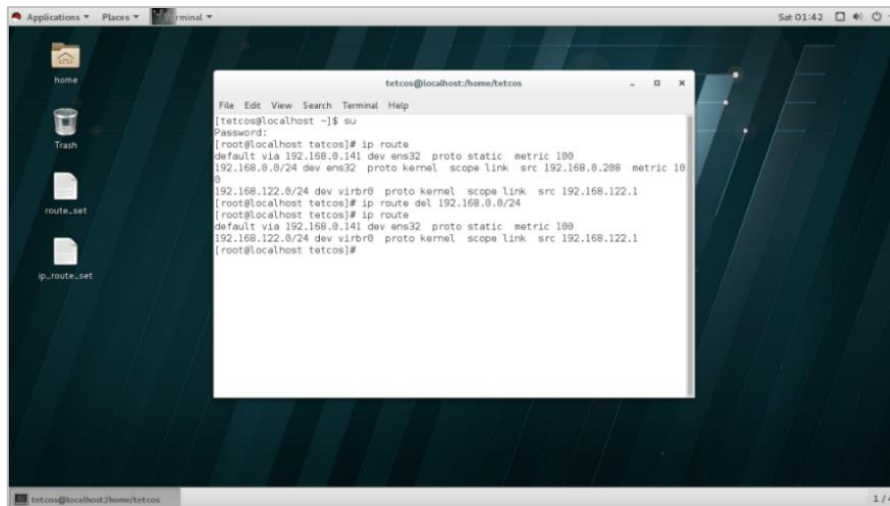 Applications Places Terminal
Sat 01:42
home
Trash
route_set
ip_route_set
tetcos@localhost:/home/tetcos
File Edit View Search Terminal Help
[tetcos@localhost ~]$ su
Password:
[root@localhost tetcos]# ip route
default via 192.168.0.141 dev ens32 proto static metric 100
192.168.0.0/24 dev ens32 proto kernel scope link src 192.168.0.208 metric 10
0
192.168.122.0/24 dev virbr0 proto kernel scope link src 192.168.122.1
[root@localhost tetcos]# ip route del 192.168.0.0/24
[root@localhost tetcos]# ip route
default via 192.168.0.141 dev ens32 proto static metric 100
192.168.122.0/24 dev virbr0 proto kernel scope link src 192.168.122.1
[root@localhost tetcos]#
tetcos@localhost:/home/tetcos
1 / 4